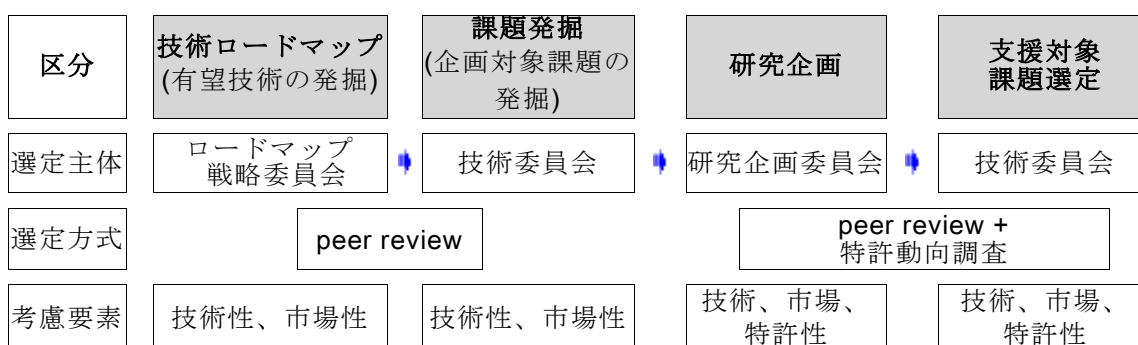 区分
技術ロードマップ
(有望技術の発掘)
課題発掘
(企画対象課題の
発掘)
研究企画
支援対象
課題選定
選定主体
ロードマップ
戦略委員会
技術委員会
研究企画委員会
技術委員会
選定方式
peer review
peer review +
特許動向調査
考慮要素
技術性、市場性
技術性、市場性
技術、市場、
特許性
技術、市場、
特許性